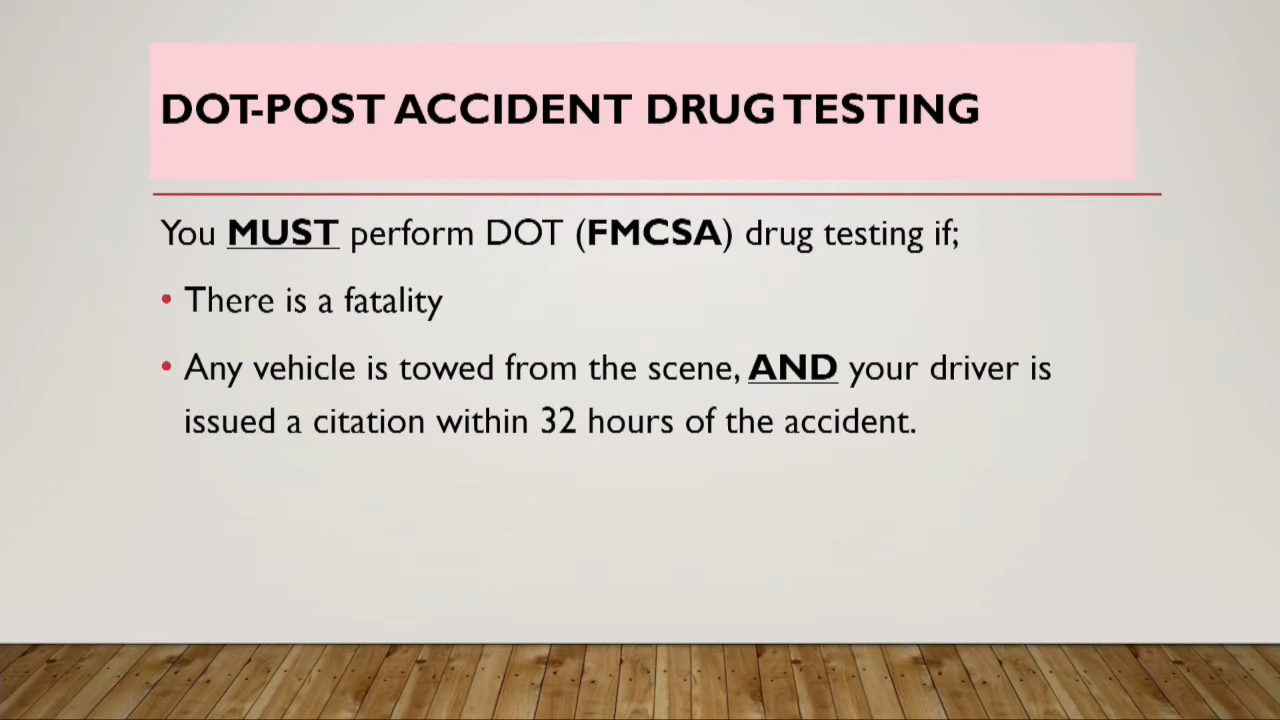 DOT-POST ACCIDENT DRUG TESTING
You MUST perform DOT (FMCSA) drug testing if;
• There is a fatality
• Any vehicle is towed from the scene, AND your driver is
issued a citation within 32 hours of the accident.